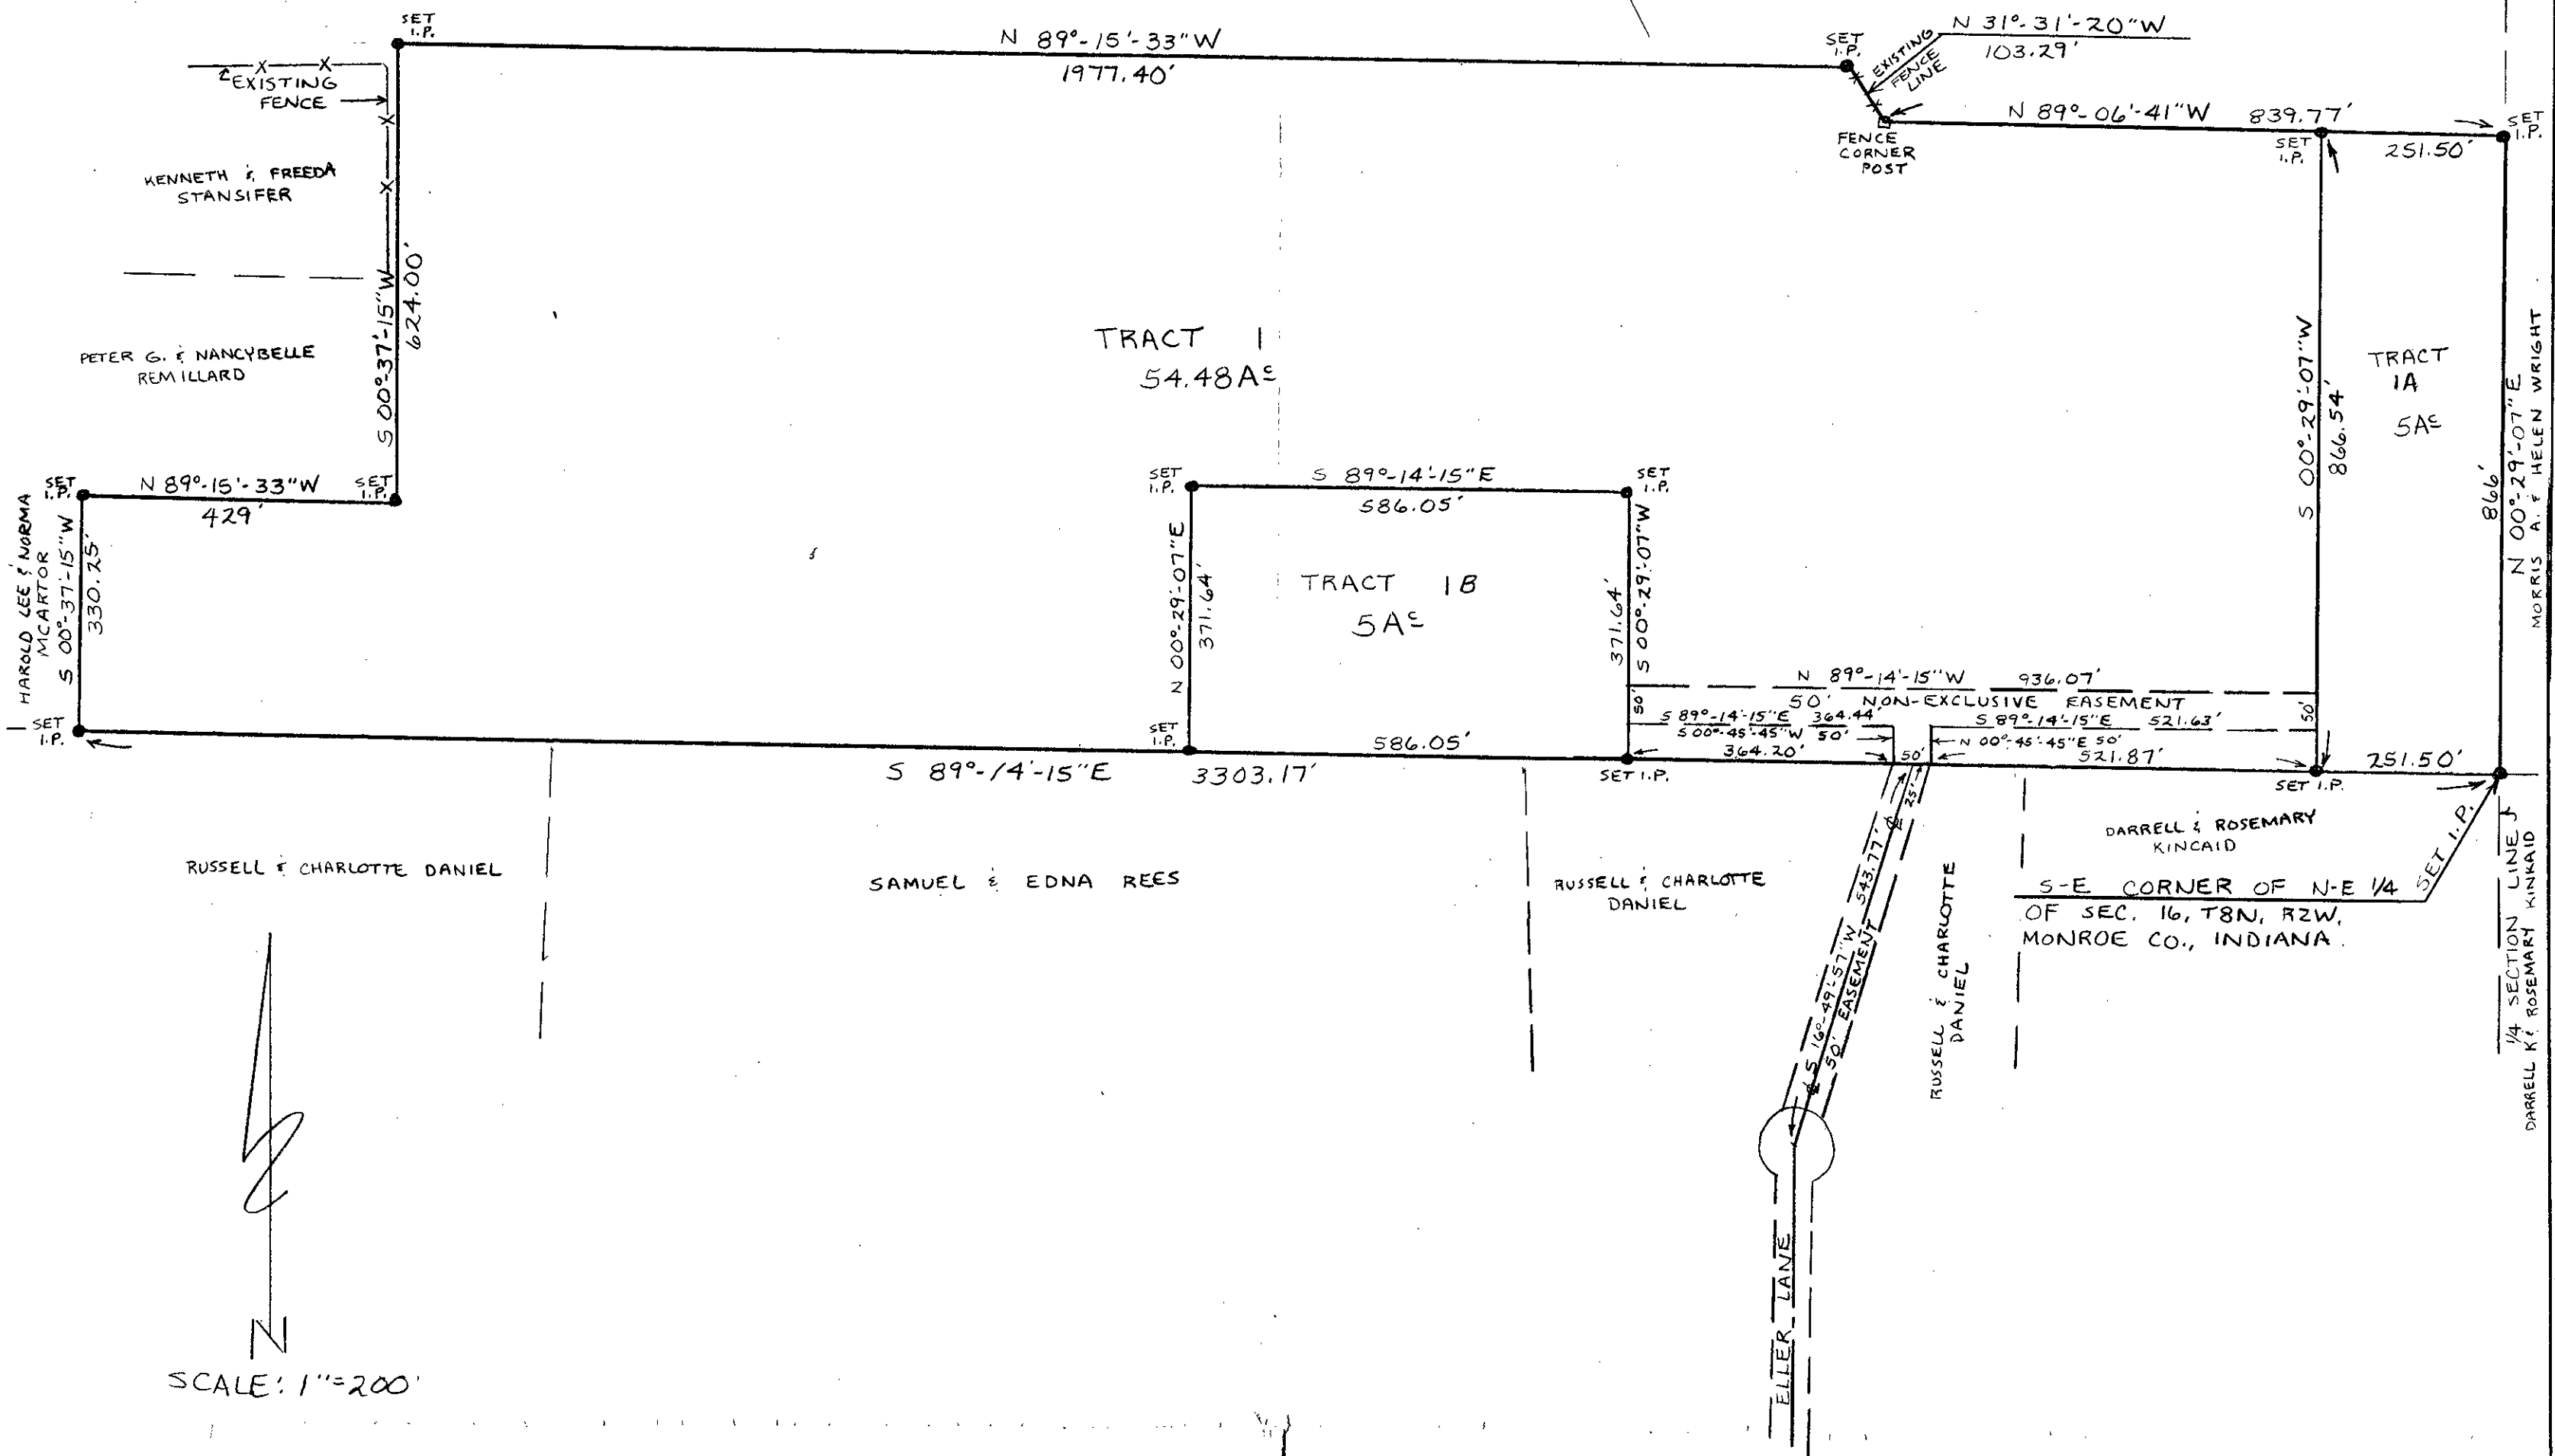 SET
I.P.
N 89°-15'-33"W
1977.40'
SET
I.P.
EXISTING
FENCE
LINE
N 31°-31'-20"W
103.29'
N 89°-06'-41"W 839.77'
SET
I.P.
FENCE
CORNER
POST
SET
I.P.
251.50'
EXISTING
FENCE
KENNETH & FREEDA
STANSIFER
S 00°-37'-15"W
624.00'
PETER G. & NANCYBELLE
REMILLARD
TRACT 1
54.48Ac
S 00°-29'-07"W
866.54'
TRACT
1A
5Ac
866'
N 00°-29'-07"E
MORRIS A. & HELEN WRIGHT
SET
I.P.
N 89°-15'-33"W
429'
SET
I.P.
HAROLD LEE & NORMA
MCARTOR
S 00°-37'-15"W
330.25'
SET
I.P.
SET
I.P.
S 89°-14'-15"E
586.05'
SET
I.P.
N 00°-29'-07"E
371.64'
TRACT 1B
5Ac
371.64'
S 00°-29'-07"W
N 89°-14'-15"W 936.07'
50' NON-EXCLUSIVE EASEMENT
50'
50'
S 89°-14'-15"E 364.44'
S 00°-45'-45"W 50'
364.20'
50'
S 89°-14'-15"E 521.63'
N 00°-45'-45"E 50'
521.87'
SET
I.P.
586.05'
S 89°-14'-15"E 3303.17'
SET I.P.
SET I.P.
251.50'
25'
RUSSELL & CHARLOTTE DANIEL
SAMUEL & EDNA REES
RUSSELL & CHARLOTTE
DANIEL
S 16°-49'-57"W 543.77'
50' EASEMENT
RUSSELL & CHARLOTTE
DANIEL
DARRELL & ROSEMARY
KINCAID
SET I.P.
S-E CORNER OF N-E 1/4
OF SEC. 16, T8N, R2W,
MONROE CO., INDIANA.
1/4 SECTION LINE
DARRELL K & ROSEMARY KINKAID
ELLER LANE
N
SCALE: 1"=200'